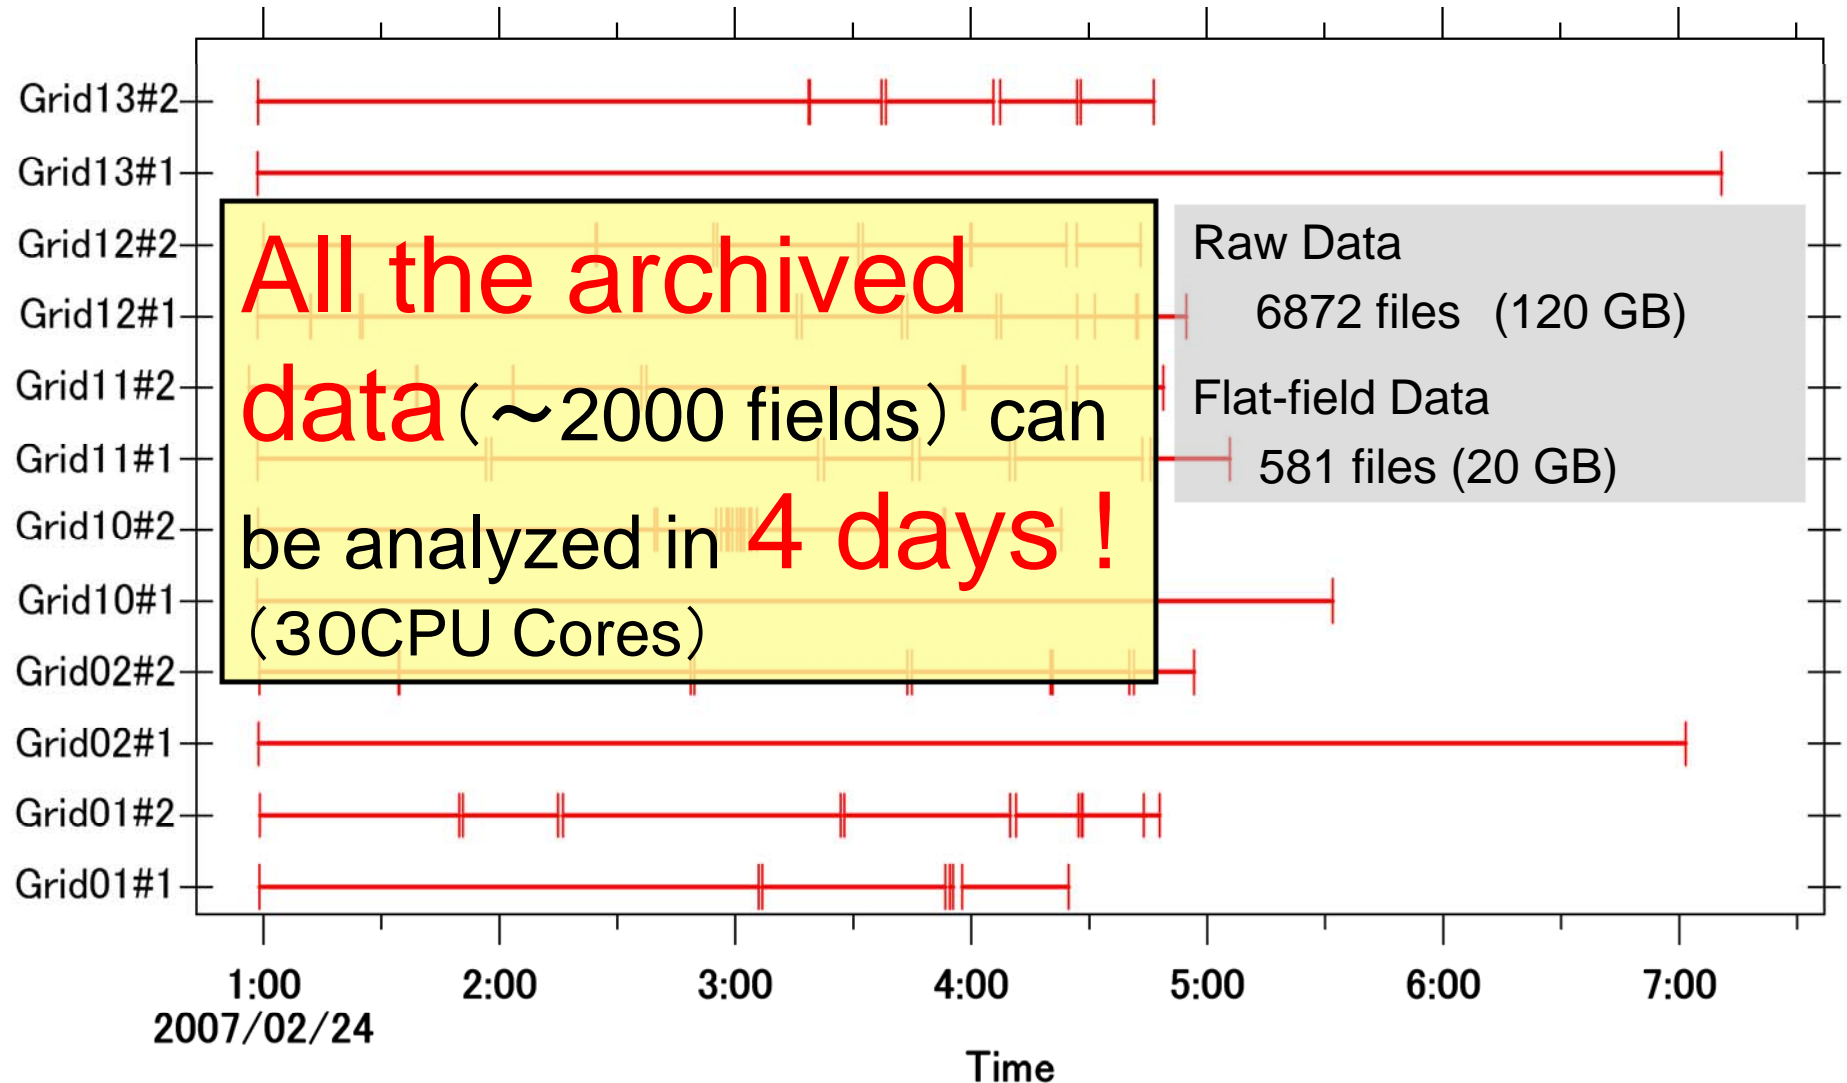 Grid13#2
Grid13#1
Grid12#2
Grid12#1
Grid11#2
Grid11#1
Grid10#2
Grid10#1
Grid02#2
Grid02#1
Grid01#2
Grid01#1
All the archived
data（～2000 fields）can
be analyzed in 4 days！
（30CPU Cores）
Raw Data
6872 files (120 GB)
Flat-field Data
581 files (20 GB)
1:00 2:00 3:00 4:00 5:00 6:00 7:00
2007/02/24
Time